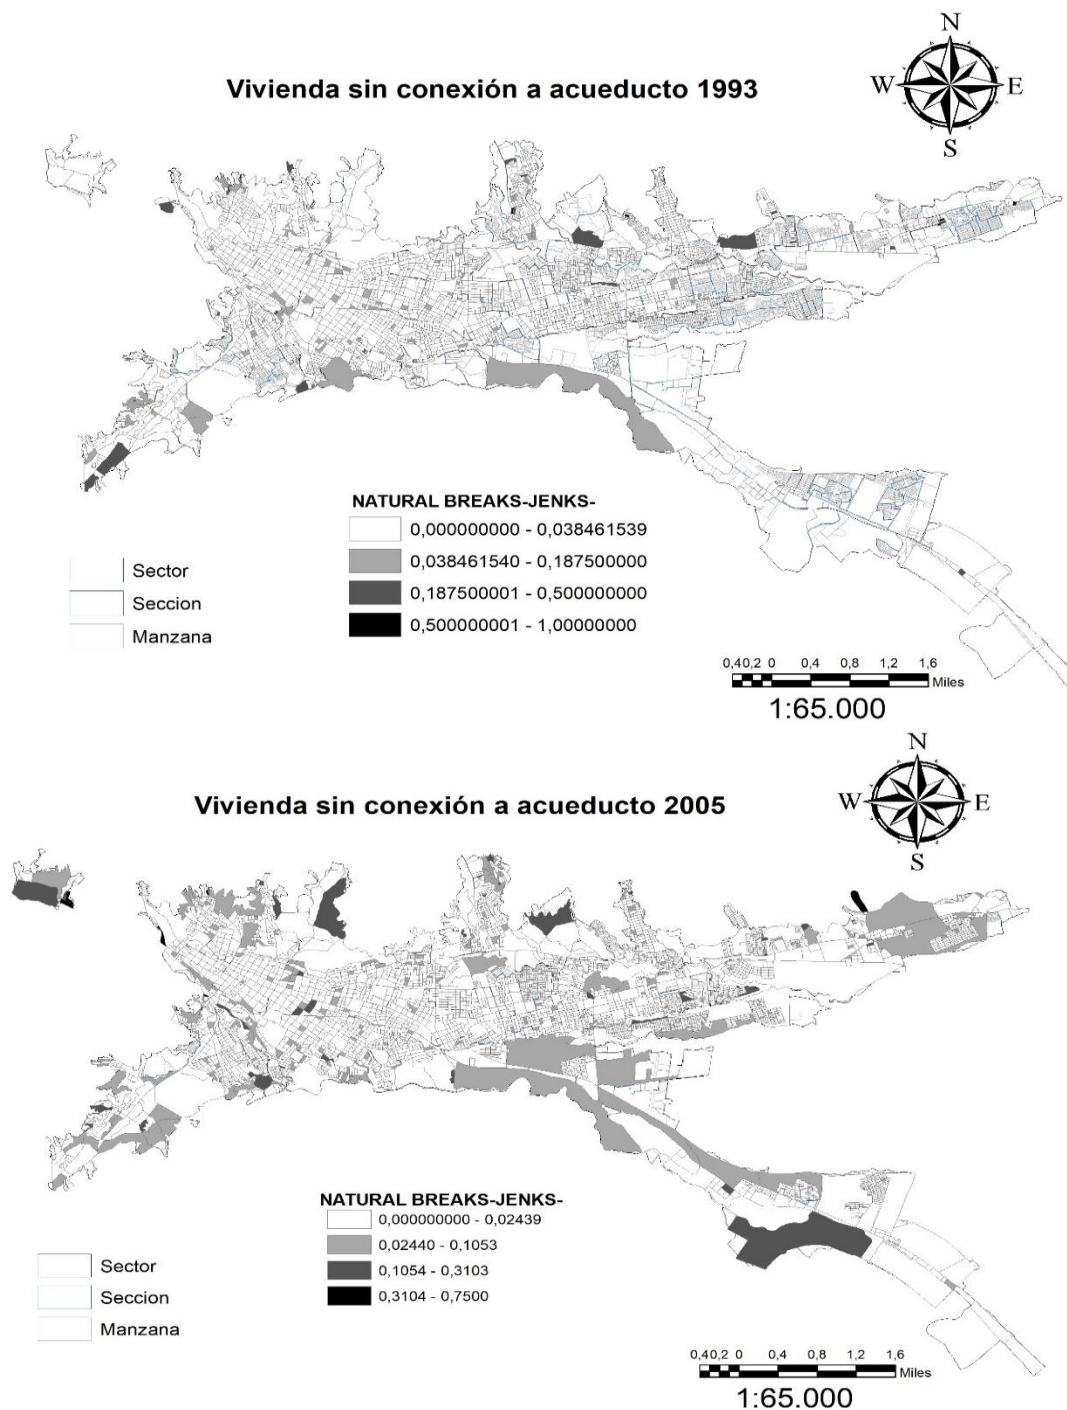 N
Vivienda sin conexión a acueducto 1993
W E
S
NATURAL BREAKS-JENKS-
0,000000000 - 0,038461539
0,038461540 - 0,187500000
0,187500001 - 0,500000000
0,500000001 - 1,00000000
Sector
Seccion
Manzana
0,40,2 0 0,4 0,8 1,2 1,6
Miles
1:65.000
N
Vivienda sin conexión a acueducto 2005
W E
S
NATURAL BREAKS-JENKS-
0,000000000 - 0,02439
0,02440 - 0,1053
0,1054 - 0,3103
0,3104 - 0,7500
Sector
Seccion
Manzana
0,40,2 0 0,4 0,8 1,2 1,6
Miles
1:65.000